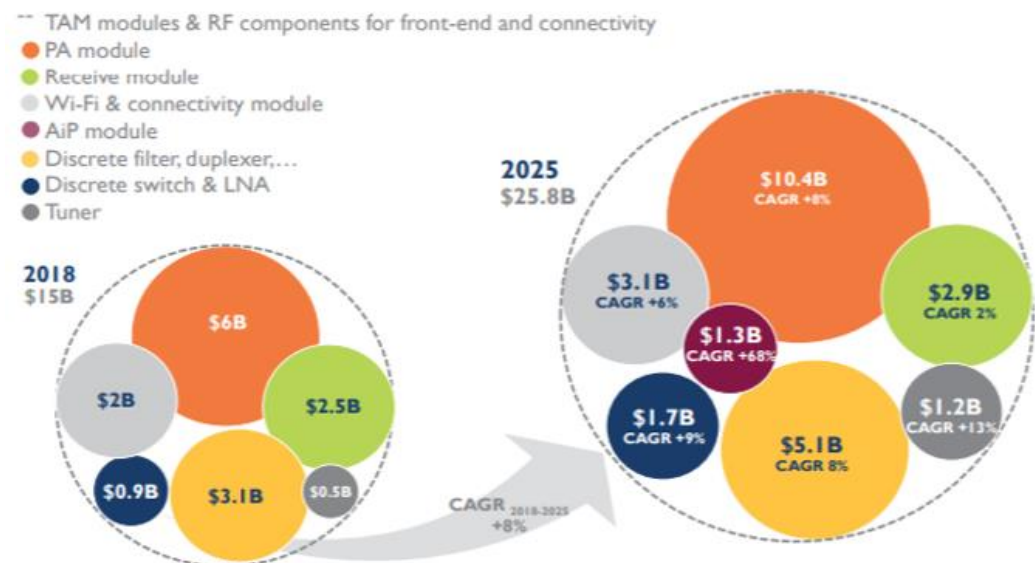 TAM modules & RF components for front-end and connectivity
PA module
Receive module
Wi-Fi & connectivity module
AiP module
Discrete filter, duplexer,...
Discrete switch & LNA
Tuner
2018
$15B
$6B
$2B
$2.5B
$0.9B
$3.1B
$0.5B
CAGR 2018-2025
+8%
2025
$25.8B
$10.4B
CAGR +8%
$3.1B
CAGR +6%
$2.9B
CAGR 2%
$1.3B
CAGR +68%
$1.7B
CAGR +9%
$5.1B
CAGR 8%
$1.2B
CAGR +13%